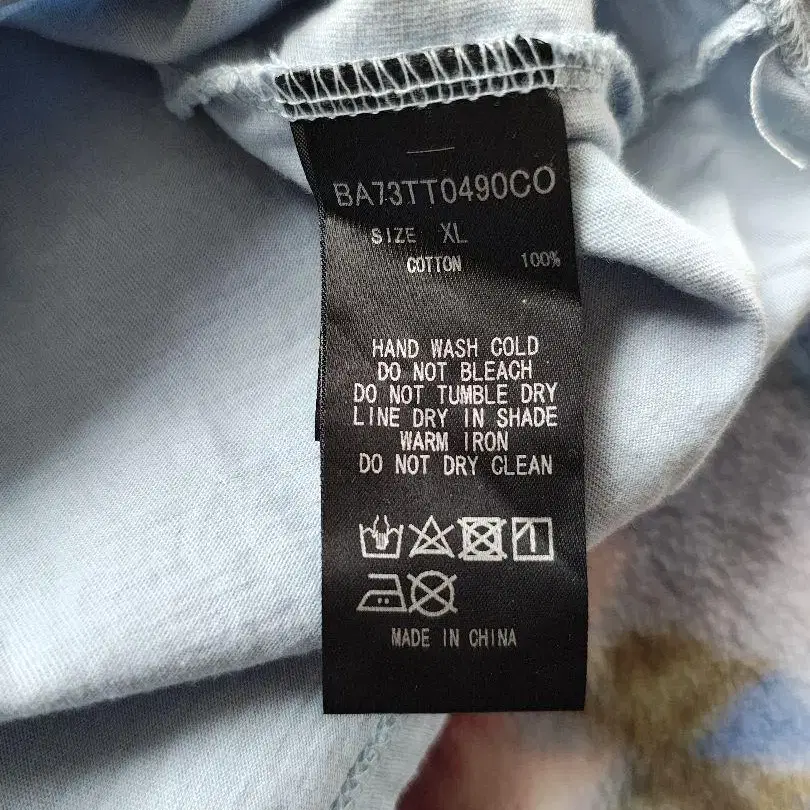 BA73TT0490CO
SIZE XL
COTTON 100%
HAND WASH COLD
DO NOT BLEACH
DO NOT TUMBLE DRY
LINE DRY IN SHADE
WARM IRON
DO NOT DRY CLEAN
MADE IN CHINA